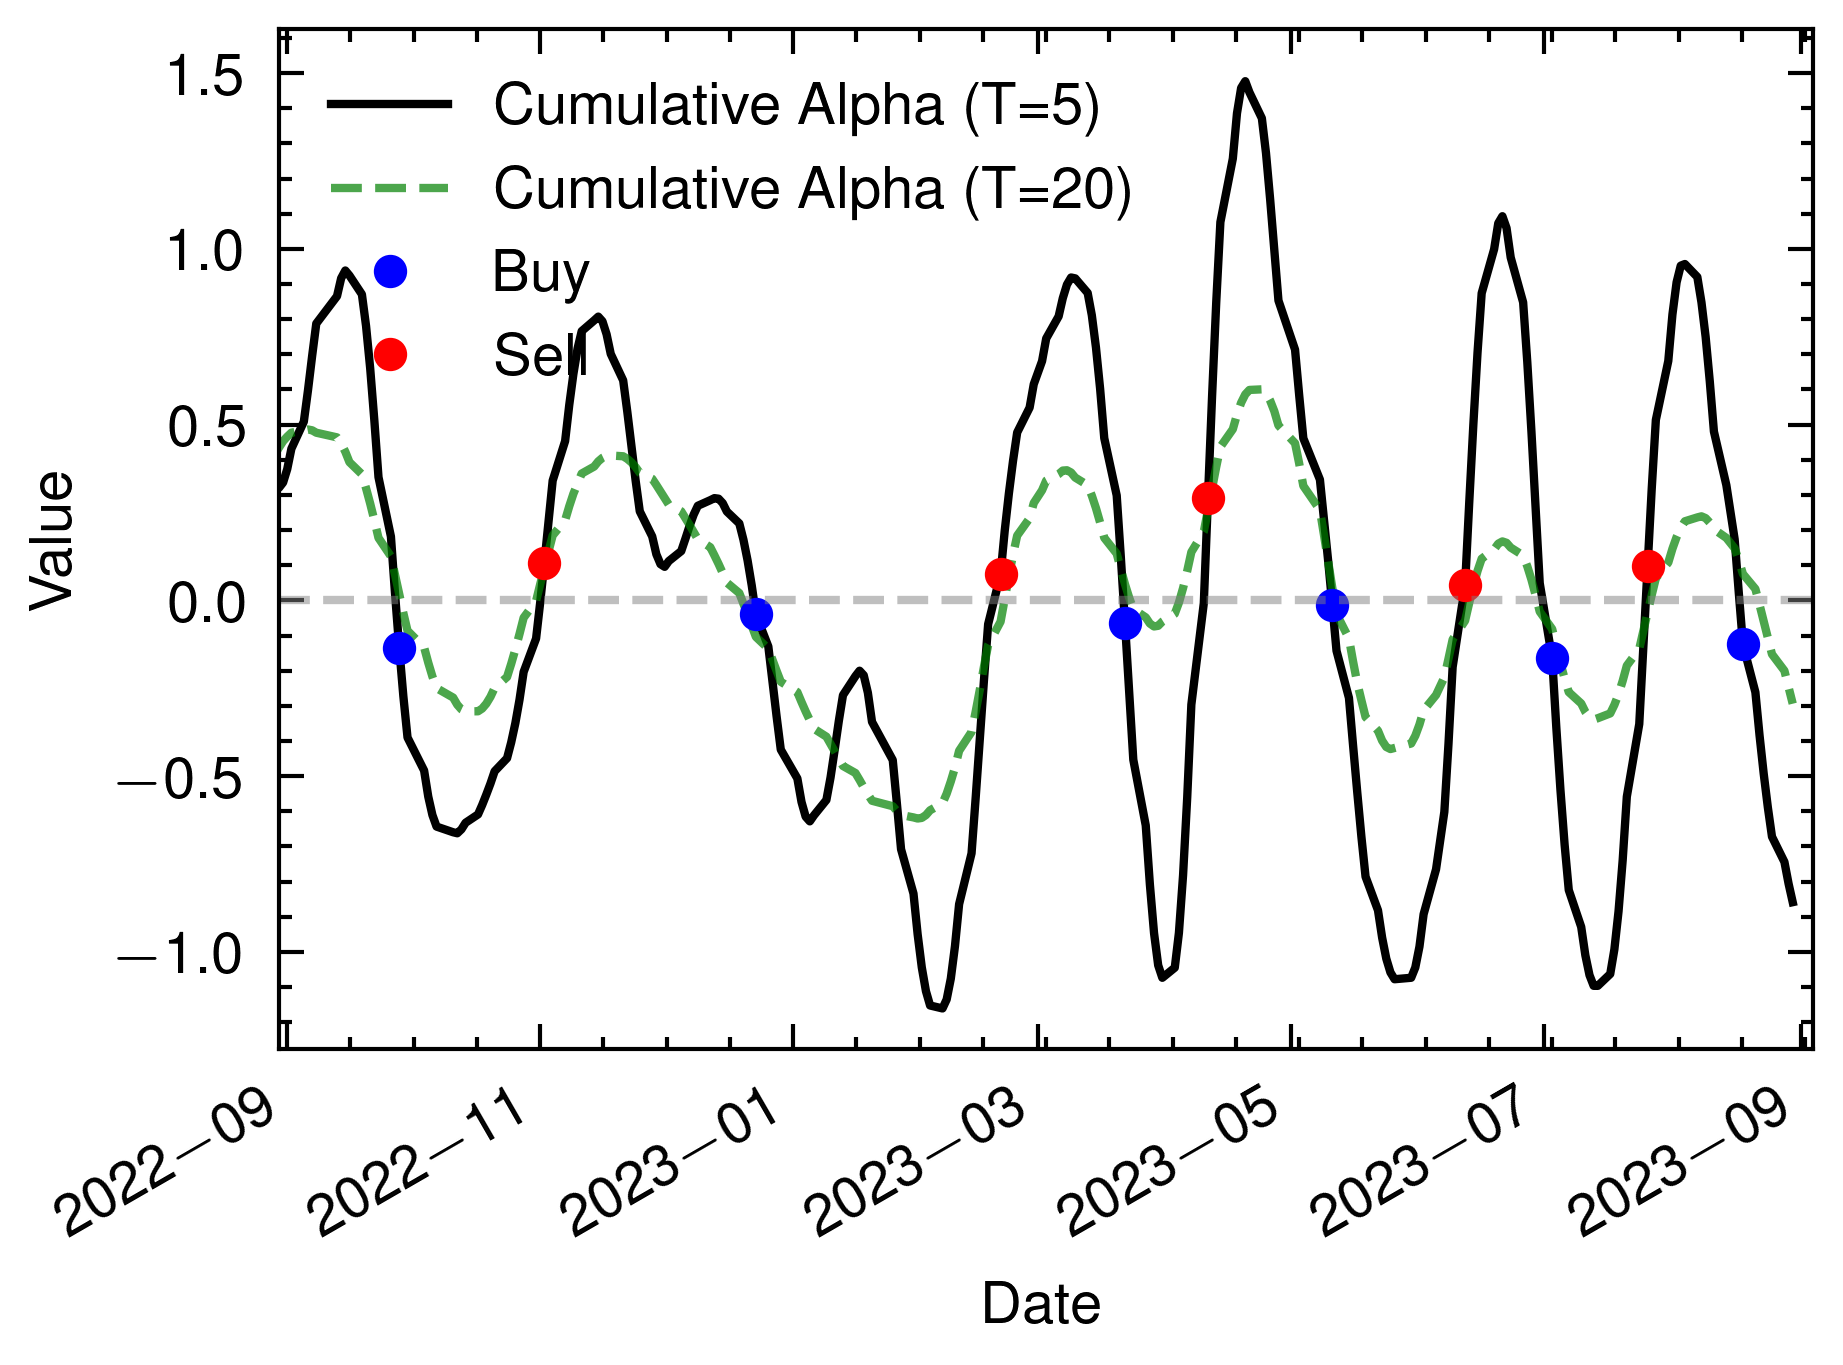 Value
1.5
1.0
0.5
0.0
−0.5
−1.0
Cumulative Alpha (T=5)
Cumulative Alpha (T=20)
Buy
Sell
2022−09
2022−11
2023−01
2023−03
2023−05
2023−07
2023−09
Date